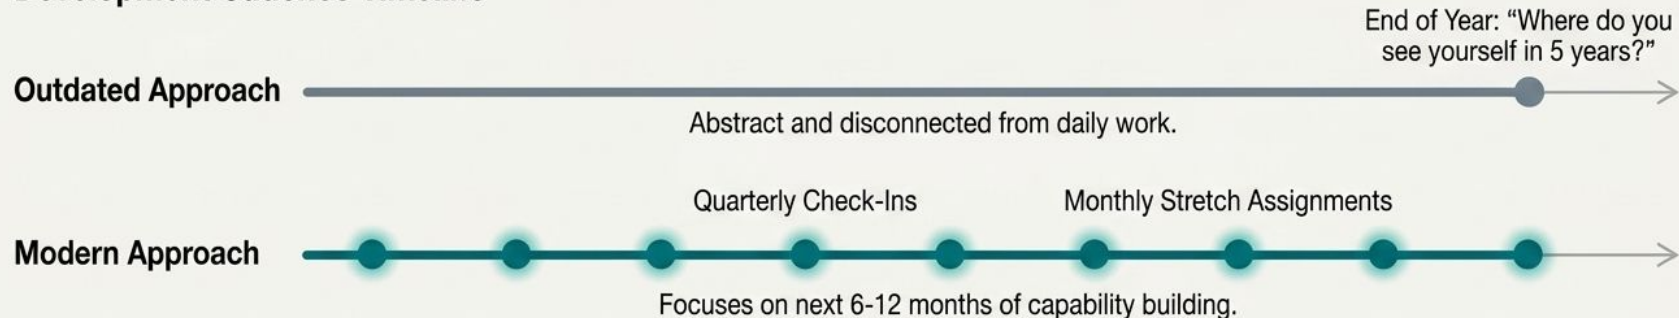 End of Year: “Where do you
see yourself in 5 years?”
Outdated Approach
Abstract and disconnected from daily work.
Quarterly Check-Ins
Monthly Stretch Assignments
Modern Approach
Focuses on next 6-12 months of capability building.